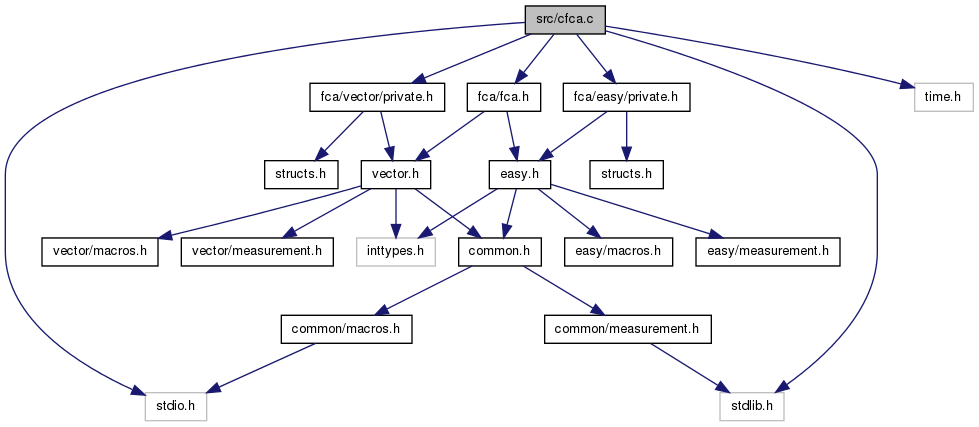 src/cfca.c
fca/vector/private.h
fca/fca.h
fca/easy/private.h
time.h
structs.h
vector.h
easy.h
structs.h
vector/macros.h
vector/measurement.h
inttypes.h
common.h
easy/macros.h
easy/measurement.h
common/macros.h
common/measurement.h
stdio.h
stdlib.h